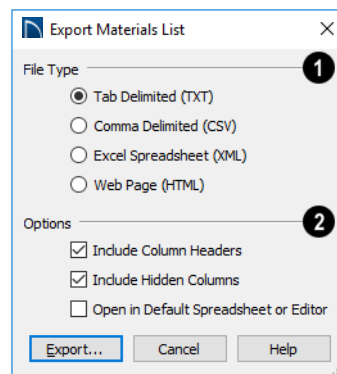 Export Materials List
File Type 1
Tab Delimited (TXT)
Comma Delimited (CSV)
Excel Spreadsheet (XML)
Web Page (HTML)
Options 2
Include Column Headers
Include Hidden Columns
Open in Default Spreadsheet or Editor
Export... Cancel Help